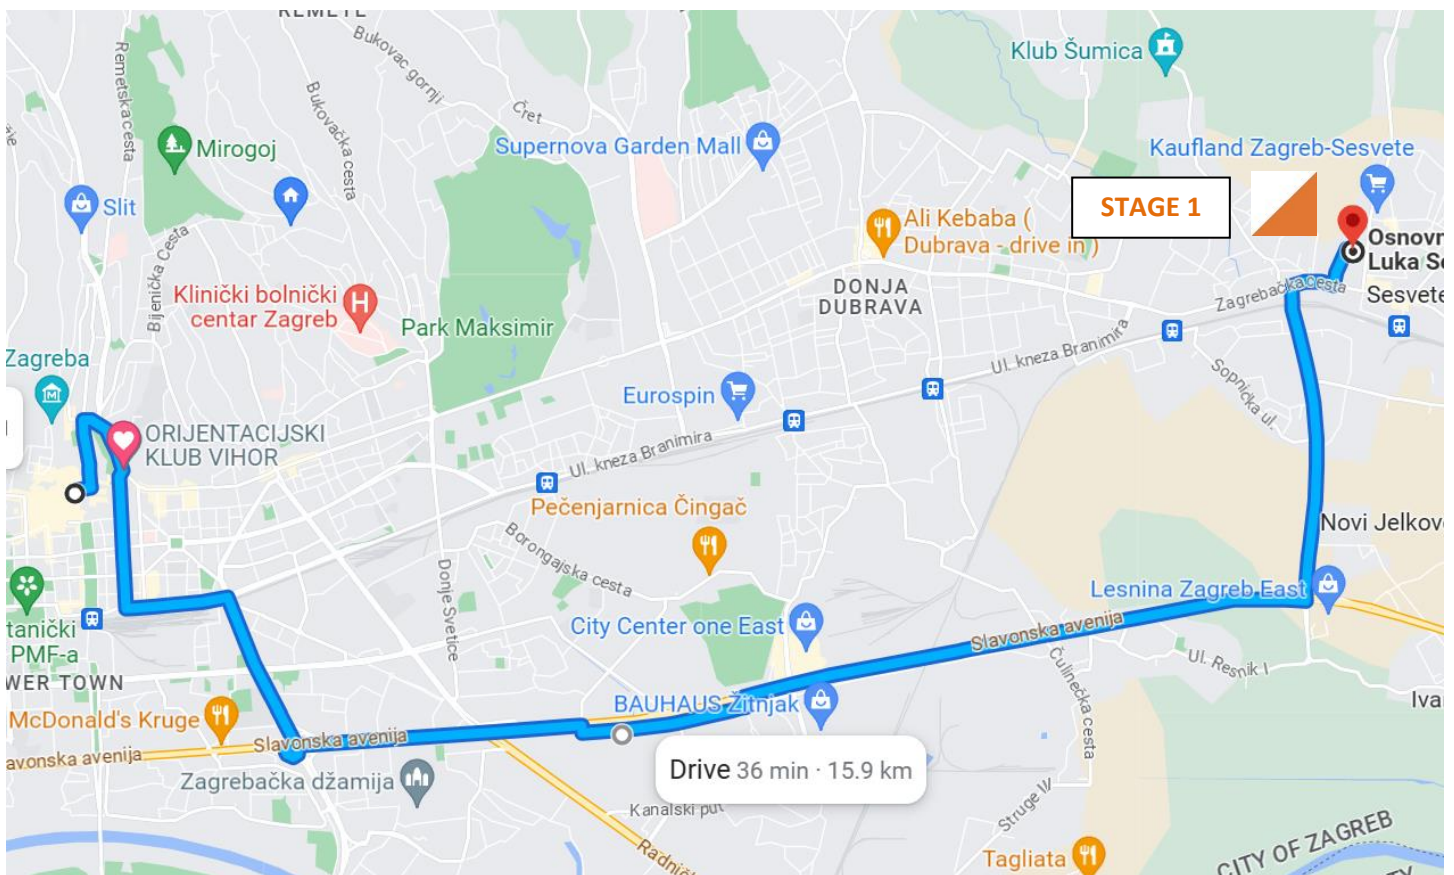 REMETE
Bukovac gornji
Klub Šumica
Remetska cesta
Bukovačka cesta
Čret
Mirogoj
Supernova Garden Mall
Kaufland Zagreb-Sesvete
STAGE 1
Slit
Ali Kebaba (
Dubrava - drive in )
Osnovn
Luka Se
Bijenička Cesta
Klinički bolnički
centar Zagreb
DONJA
DUBRAVA
Zagrebačka cesta
Sesvete
Park Maksimir
Zagreba
Ul. kneza Branimira
Sopnička ul.
Eurospin
ORIJENTACIJSKI
KLUB VIHOR
Ul. kneza Branimira
Pečenjarnica Čingač
Novi Jelkove
Borongajska cesta
Donje Svetice
Lesnina Zagreb East
City Center one East
Slavonska avenija
tanički
PMF-a
WER TOWN
Čulinečka cesta
Ul. Resnik I
Iva
BAUHAUS Žitnjak
McDonald's Kruge
Slavonska avenija
avonska avenija
Drive 36 min · 15.9 km
Zagrebačka džamija
Kanalski put
Struge IV
Radničk
Tagliata
CITY OF ZAGREB